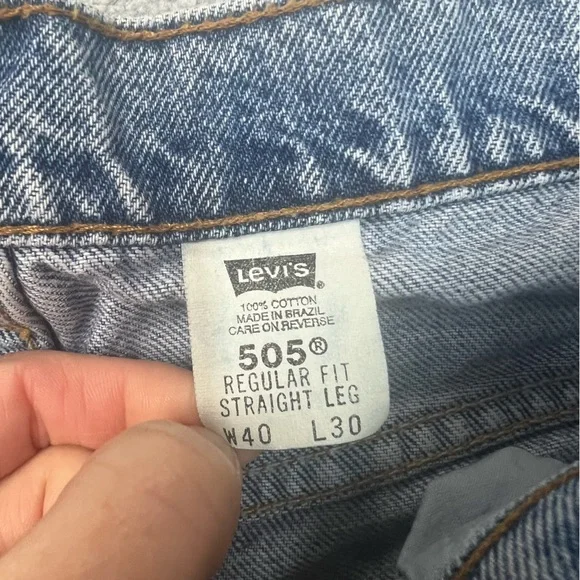 Levi's
100% COTTON
MADE IN BRAZIL
CARE ON REVERSE
505®
REGULAR FIT
STRAIGHT LEG
W40 L30